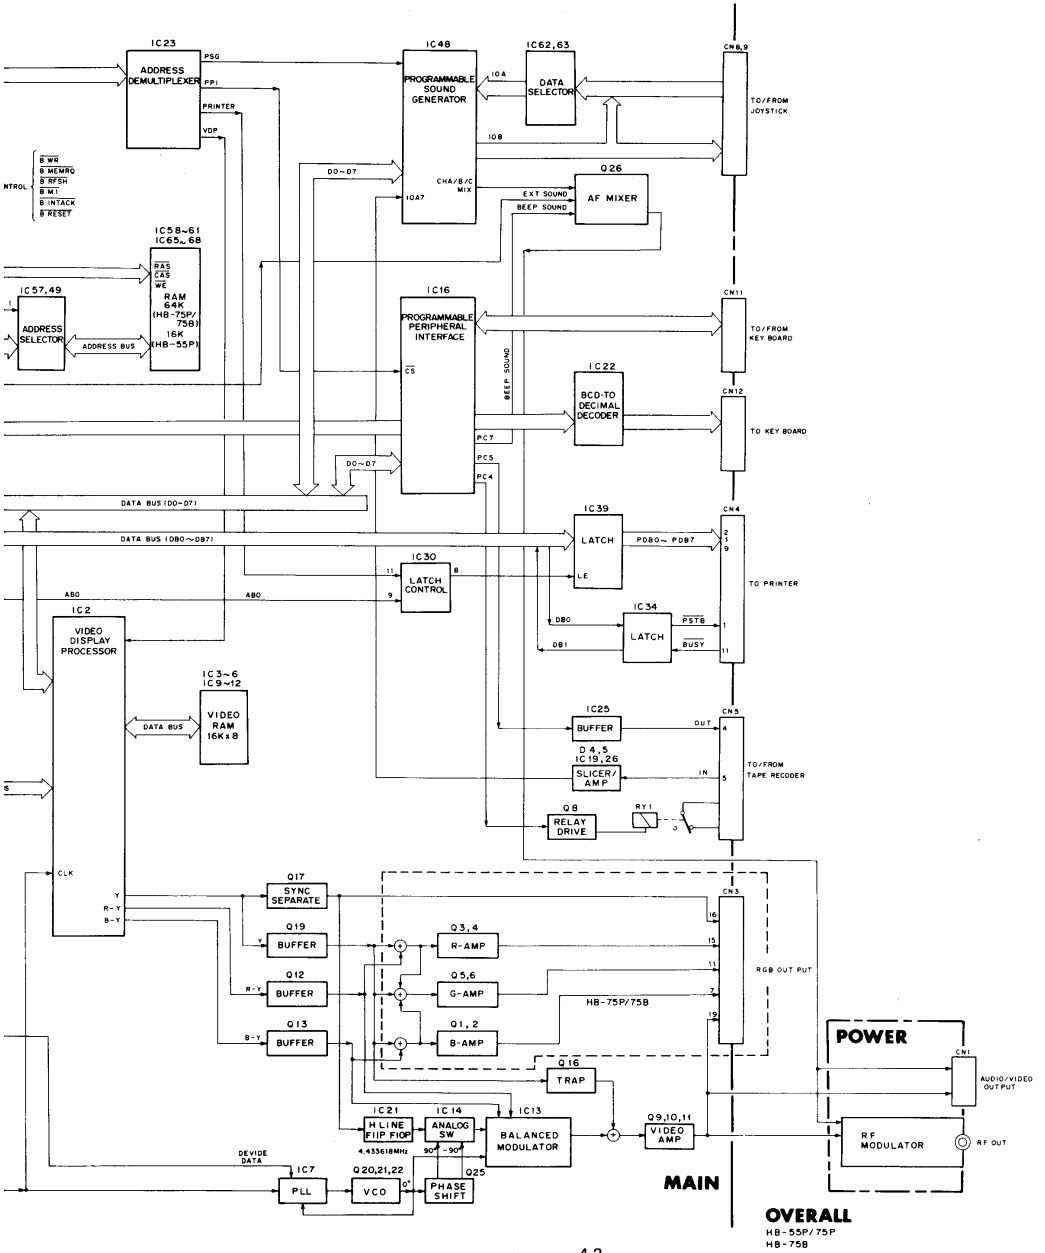 IC23
ADDRESS
DEMULTIPLEXER
PSG
PPI
PRINTER
VDP
IC48
PROGRAMMABLE
SOUND
GENERATOR
IOA
IOB
CHA/B/C
MIX
IOA7
IC62,63
DATA
SELECTOR
CN8,9
TO/FROM
JOYSTICK
NTROL
B WR
B MEMRQ
B RFSH
B M1
B INTACK
B RESET
D0~D7
Q26
AF MIXER
EXT SOUND
BEEP SOUND
IC58~61
IC65~68
RAS
CAS
WE
RAM
64K
(HB-75P/
75B)
16K
(HB-55P)
IC57,49
1
ADDRESS
SELECTOR
ADDRESS BUS
IC16
PROGRAMMABLE
PERIPHERAL
INTERFACE
CS
PC7
PC5
PC4
BEEP SOUND
CN11
TO/FROM
KEY BOARD
IC22
BCD-TO
DECIMAL
DECODER
CN12
TO KEY BOARD
D0~D7
DATA BUS (D0~D7)
DATA BUS (DB0~DB7)
IC39
LATCH
LE
PDB0~ PDB7
CN4
2
9
TO PRINTER
1
11
IC30
LATCH
CONTROL
11
9
8
AB0
AB0
IC34
LATCH
DB0
DB1
PSTB
BUSY
IC2
VIDEO
DISPLAY
PROCESSOR
CLK
Y
R-Y
B-Y
IC3~6
IC9~12
VIDEO
RAM
16K×8
DATA BUS
S
IC25
BUFFER
OUT
CN5
4
D4,5
IC19,26
SLICER/
AMP
IN
5
TO/FROM
TAPE RECODER
Q8
RELAY
DRIVE
RY1
Q17
SYNC
SEPARATE
Q19
Y
BUFFER
Q12
R-Y
BUFFER
Q13
B-Y
BUFFER
Q3,4
R-AMP
Q5,6
G-AMP
Q1,2
B-AMP
HB-75P/75B
CN3
16
15
11
7
19
RGB OUT PUT
Q16
TRAP
IC21
H LINE
FIIP FIOP
4.433618MHz
IC14
ANALOG
SW
90°
-90°
IC13
BALANCED
MODULATOR
Q9,10,11
VIDEO
AMP
DEVIDE
DATA
IC7
PLL
Q20,21,22
VCO
0°
Q25
PHASE
SHIFT
POWER
CN1
AUDIO/VIDEO
OUTPUT
RF
MODULATOR
RF OUT
MAIN
OVERALL
HB-55P/75P
HB-75B